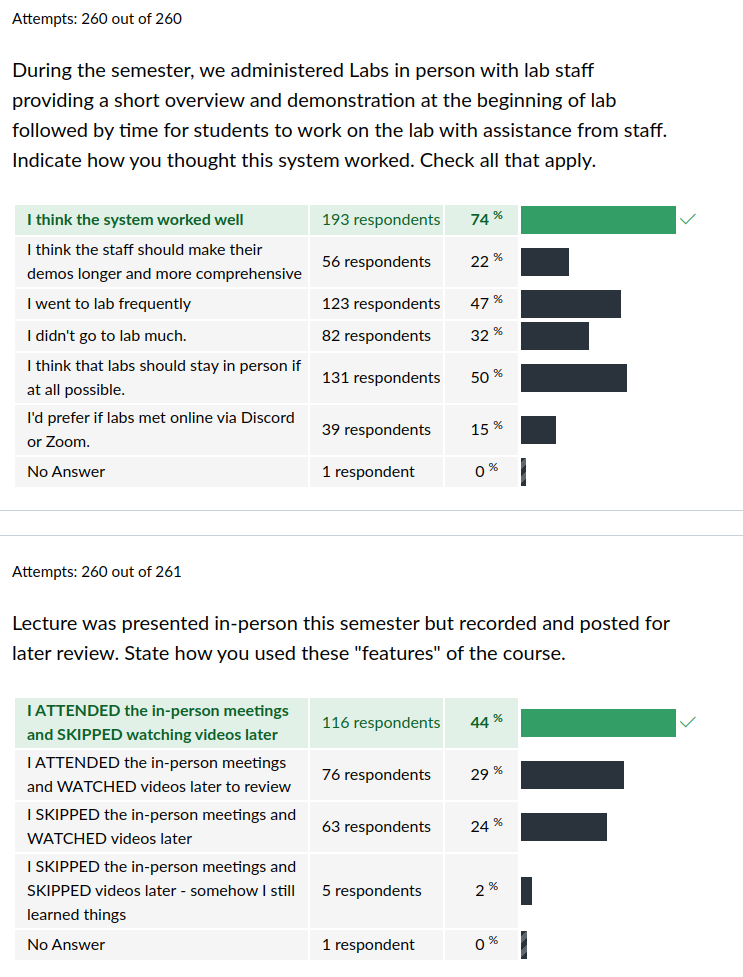 Attempts: 260 out of 260
During the semester, we administered Labs in person with lab staff
providing a short overview and demonstration at the beginning of lab
followed by time for students to work on the lab with assistance from staff.
Indicate how you thought this system worked. Check all that apply.
I think the system worked well 193 respondents 74 %
I think the staff should make their
demos longer and more comprehensive 56 respondents 22 %
I went to lab frequently 123 respondents 47 %
I didn't go to lab much. 82 respondents 32 %
I think that labs should stay in person if
at all possible. 131 respondents 50 %
I'd prefer if labs met online via Discord
or Zoom. 39 respondents 15 %
No Answer 1 respondent 0 %
Attempts: 260 out of 261
Lecture was presented in-person this semester but recorded and posted for
later review. State how you used these "features" of the course.
I ATTENDED the in-person meetings
and SKIPPED watching videos later 116 respondents 44 %
I ATTENDED the in-person meetings
and WATCHED videos later to review 76 respondents 29 %
I SKIPPED the in-person meetings and
WATCHED videos later 63 respondents 24 %
I SKIPPED the in-person meetings and
SKIPPED videos later - somehow I still 5 respondents 2 %
learned things
No Answer 1 respondent 0 %